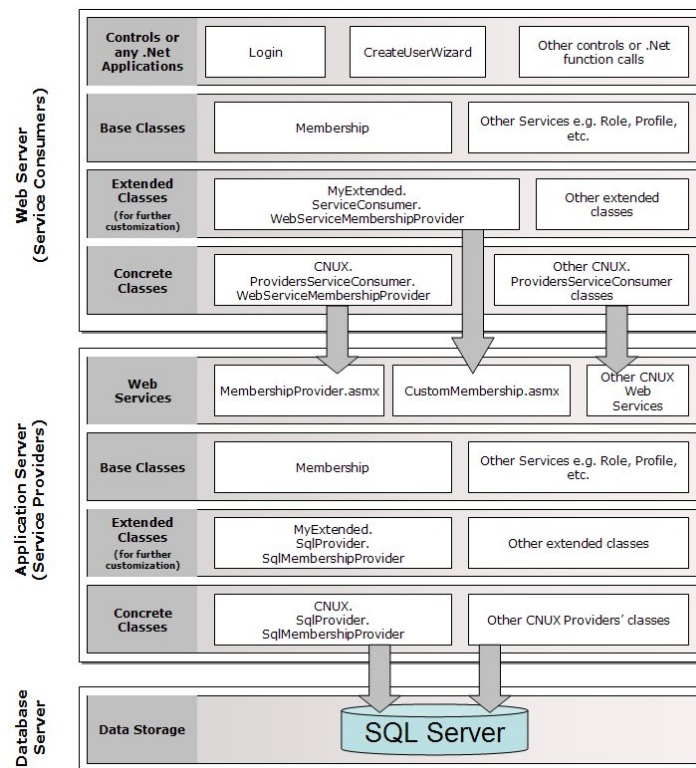 Web Server
(Service Consumers)
Controls or
any .Net
Applications
Login
CreateUserWizard
Other controls or .Net
function calls
Base Classes
Membership
Other Services e.g. Role, Profile,
etc.
Extended
Classes
(for further
customization)
MyExtended.
ServiceConsumer.
WebServiceMembershipProvider
Other extended
classes
Concrete
Classes
CNUX.
ProvidersServiceConsumer.
WebServiceMembershipProvider
Other CNUX.
ProvidersServiceConsumer
classes
Application Server
(Service Providers)
Web
Services
MembershipProvider.asmx
CustomMembership.asmx
Other CNUX
Web
Services
Base Classes
Membership
Other Services e.g. Role, Profile,
etc.
Extended
Classes
(for further
customization)
MyExtended.
SqlProvider.
SqlMembershipProvider
Other extended classes
Concrete
Classes
CNUX.
SqlProvider.
SqlMembershipProvider
Other CNUX Providers´ classes
Database
Server
Data Storage
SQL Server